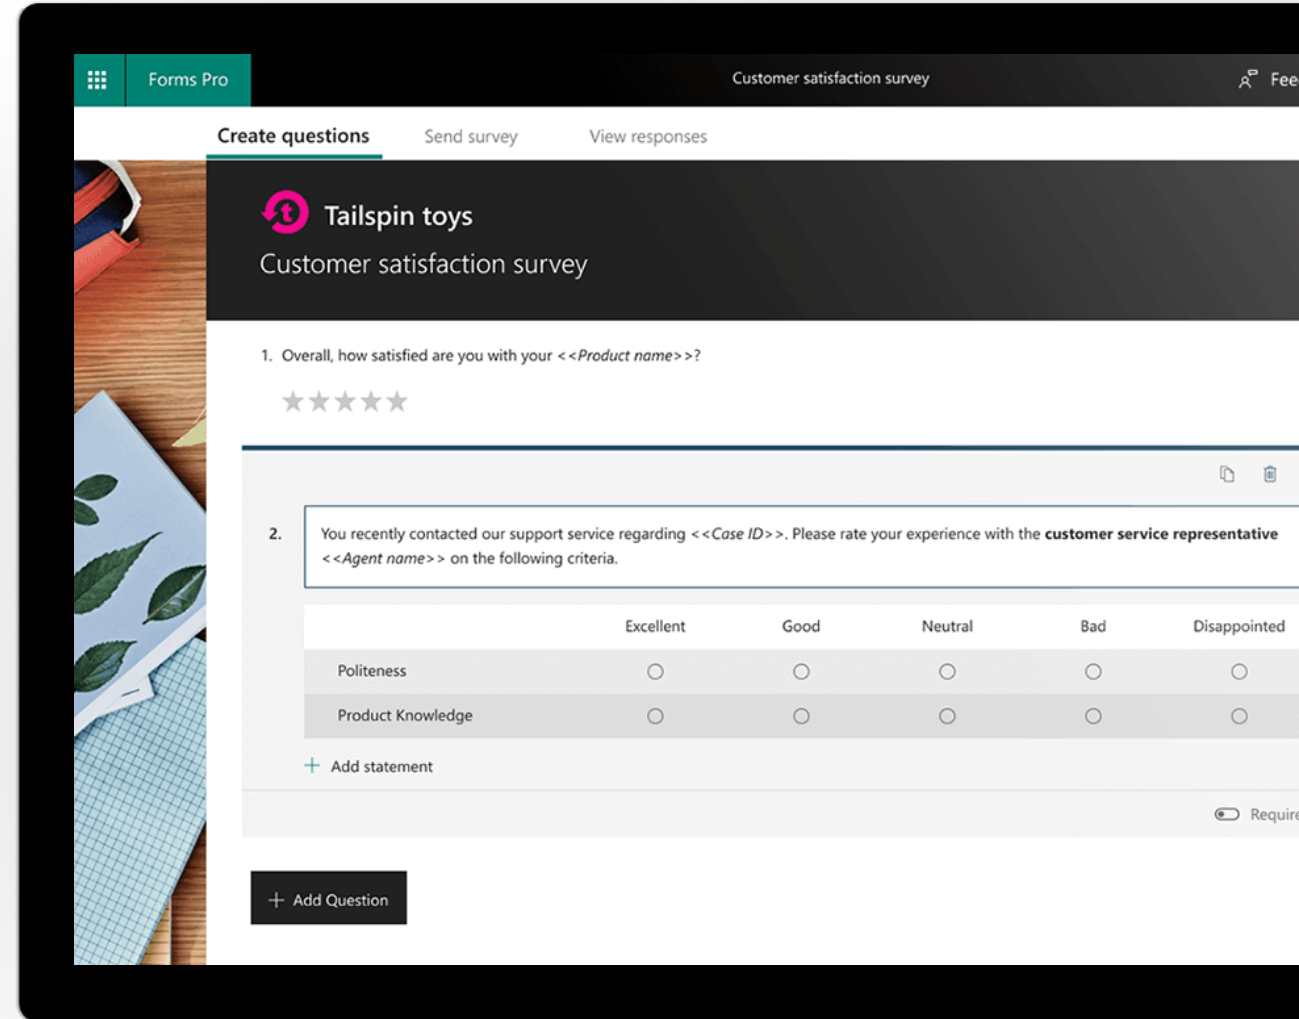 Forms Pro
Customer satisfaction survey
Create questions
Send survey
View responses
t
Tailspin toys
Customer satisfaction survey
1. Overall, how satisfied are you with your <<Product name>>?
2. You recently contacted our support service regarding <<Case ID>>. Please rate your experience with the customer service representative
<<Agent name>> on the following criteria.
Excellent Good Neutral Bad Disappointed
Politeness
Product Knowledge
+ Add statement
+ Add Question